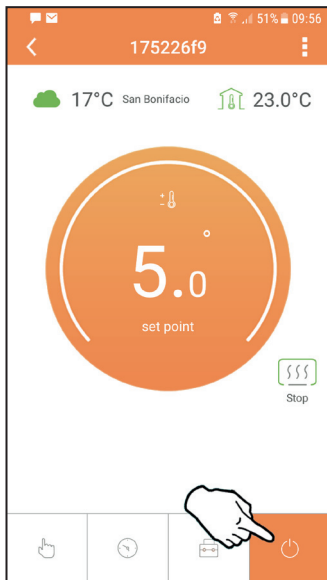 51% 09:56
175226f9
17°C San Bonifacio 23.0°C
5.0°
set point
Stop